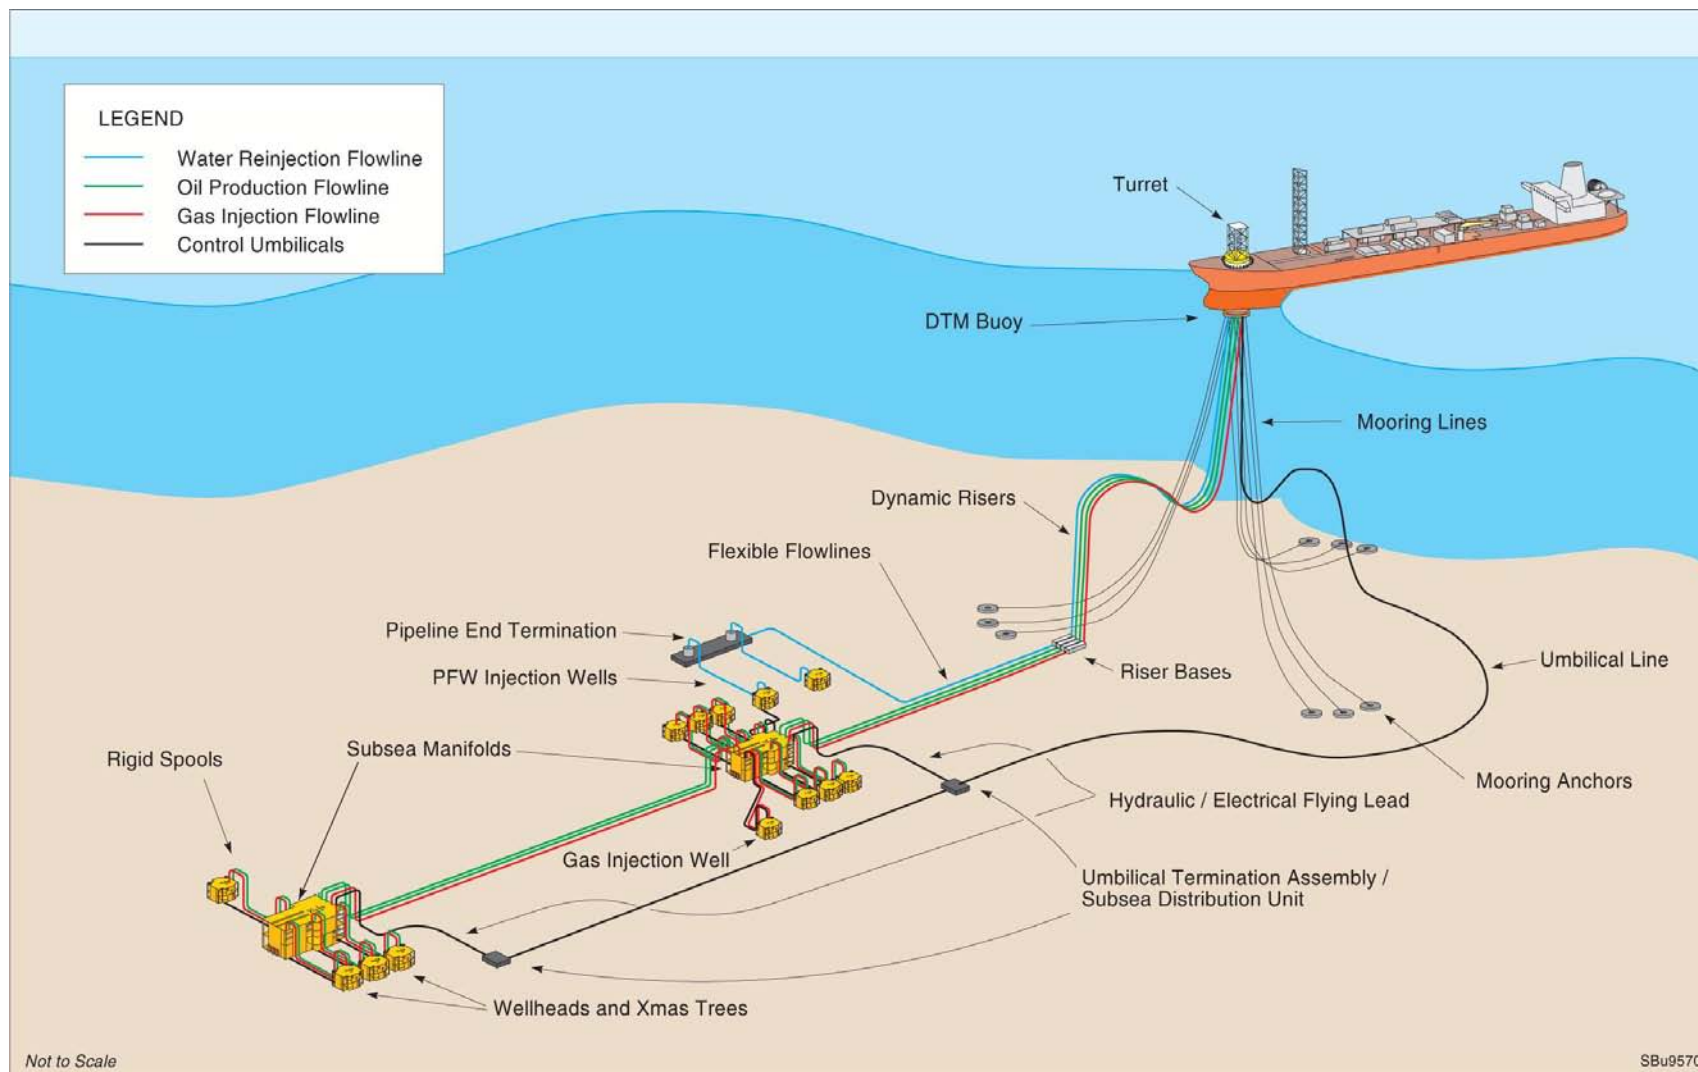 LEGEND
Water Reinjection Flowline
Oil Production Flowline
Gas Injection Flowline
Control Umbilicals
Turret
DTM Buoy
Mooring Lines
Dynamic Risers
Flexible Flowlines
Pipeline End Termination
PFW Injection Wells
Riser Bases
Umbilical Line
Subsea Manifolds
Rigid Spools
Mooring Anchors
Hydraulic / Electrical Flying Lead
Gas Injection Well
Umbilical Termination Assembly /
Subsea Distribution Unit
Wellheads and Xmas Trees
Not to Scale
SBu9570